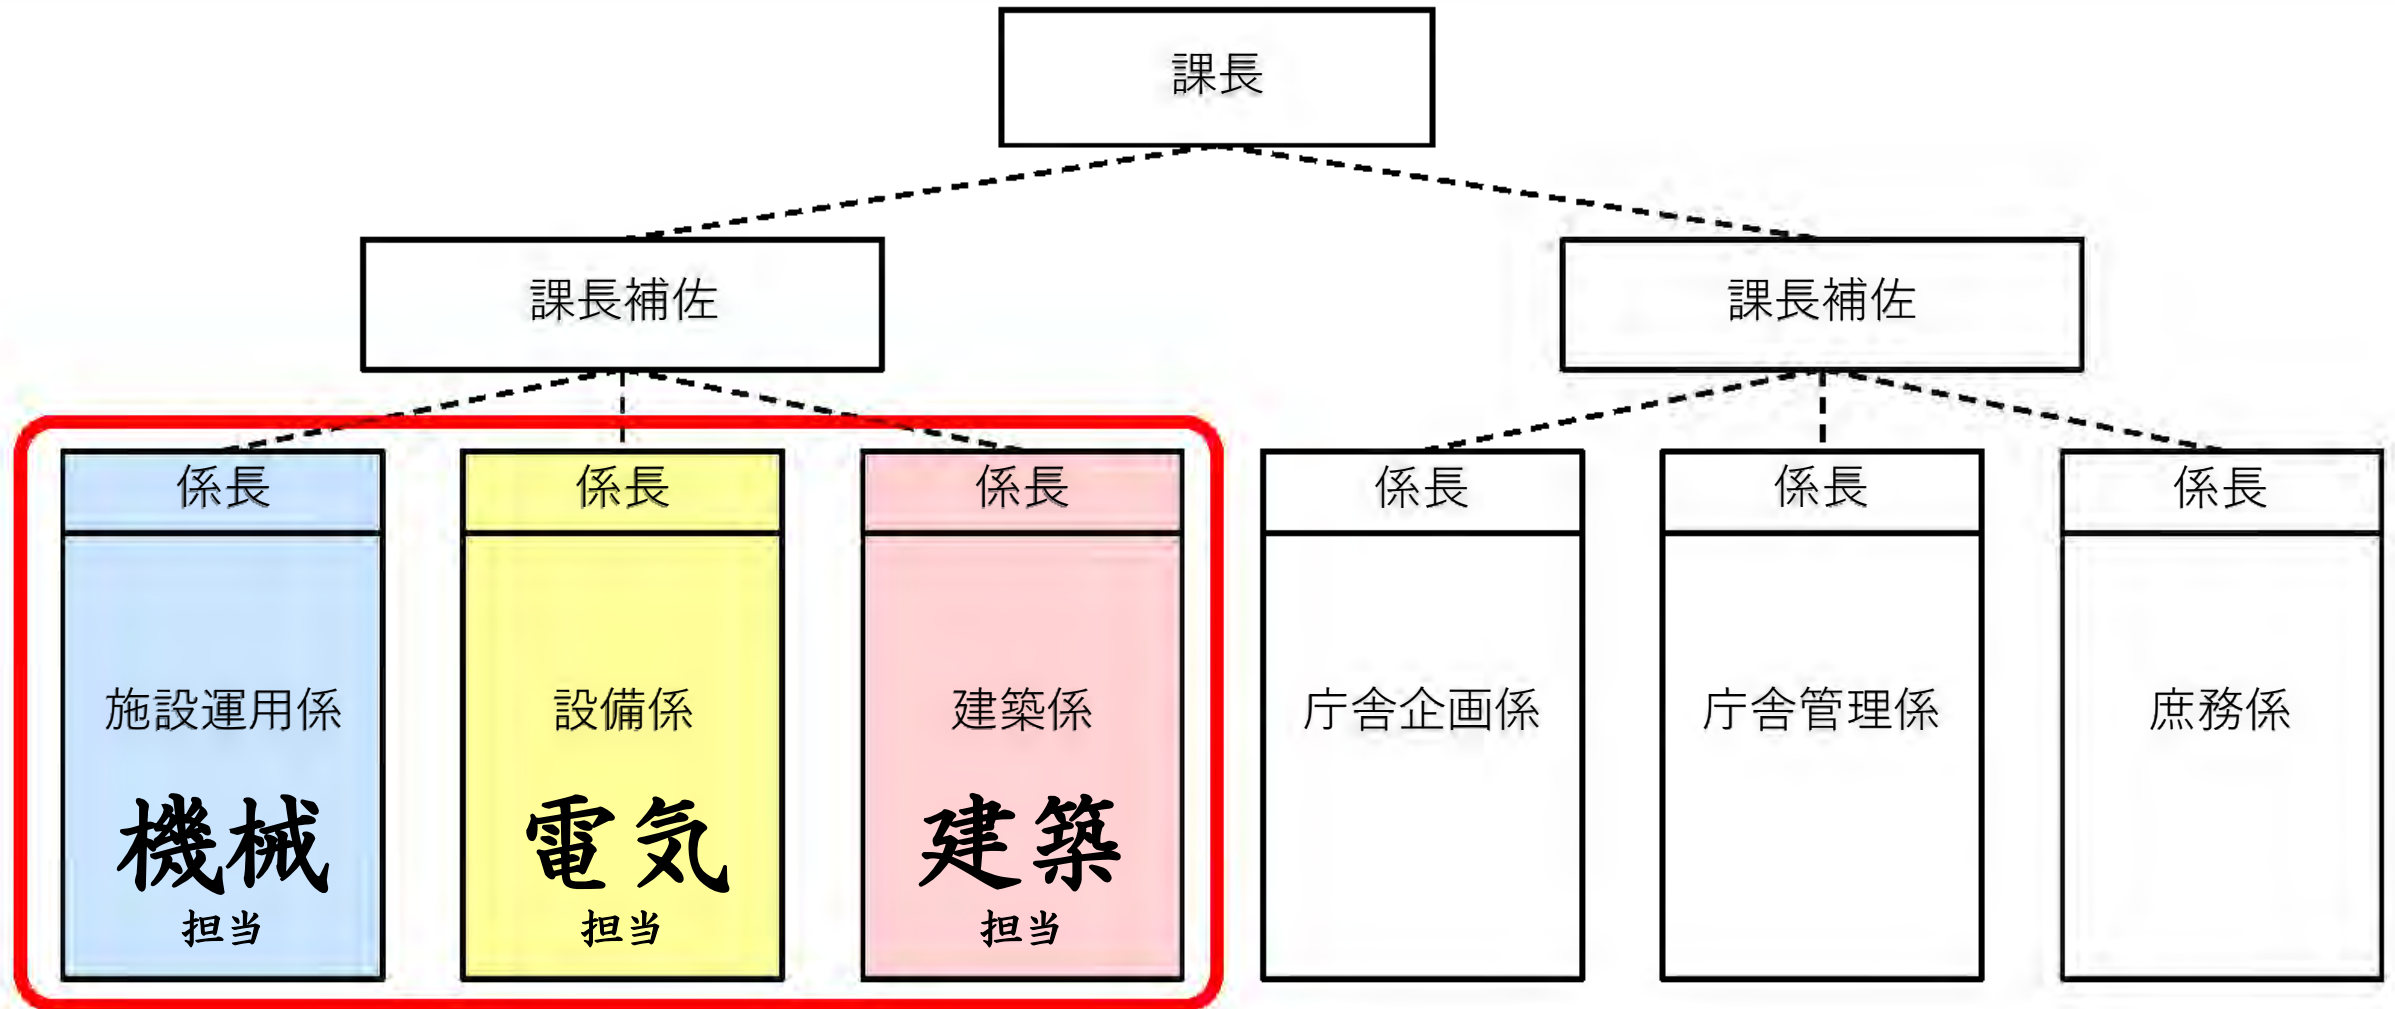 課長
課長補佐
課長補佐
係長
係長
係長
係長
係長
係長
施設運用係
設備係
建築係
庁舎企画係
庁舎管理係
庶務係
機械
電気
建築
担当
担当
担当